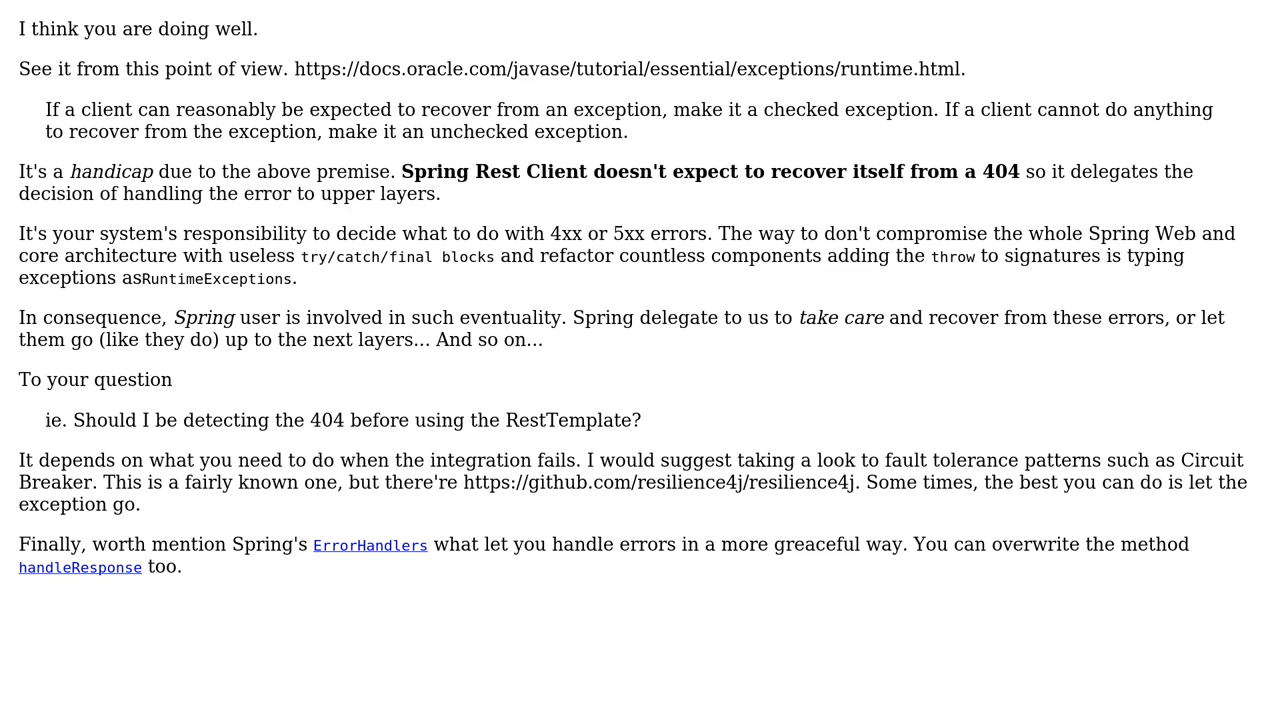 I think you are doing well.
See it from this point of view. https://docs.oracle.com/javase/tutorial/essential/exceptions/runtime.html.
If a client can reasonably be expected to recover from an exception, make it a checked exception. If a client cannot do anything
to recover from the exception, make it an unchecked exception.
It's a handicap due to the above premise. Spring Rest Client doesn't expect to recover itself from a 404 so it delegates the
decision of handling the error to upper layers.
It's your system's responsibility to decide what to do with 4xx or 5xx errors. The way to don't compromise the whole Spring Web and
core architecture with useless try/catch/final blocks and refactor countless components adding the throw to signatures is typing
exceptions asRuntimeExceptions.
In consequence, Spring user is involved in such eventuality. Spring delegate to us to take care and recover from these errors, or let
them go (like they do) up to the next layers... And so on...
To your question
ie. Should I be detecting the 404 before using the RestTemplate?
It depends on what you need to do when the integration fails. I would suggest taking a look to fault tolerance patterns such as Circuit
Breaker. This is a fairly known one, but there're https://github.com/resilience4j/resilience4j. Some times, the best you can do is let the
exception go.
Finally, worth mention Spring's ErrorHandlers what let you handle errors in a more greaceful way. You can overwrite the method
handleResponse too.